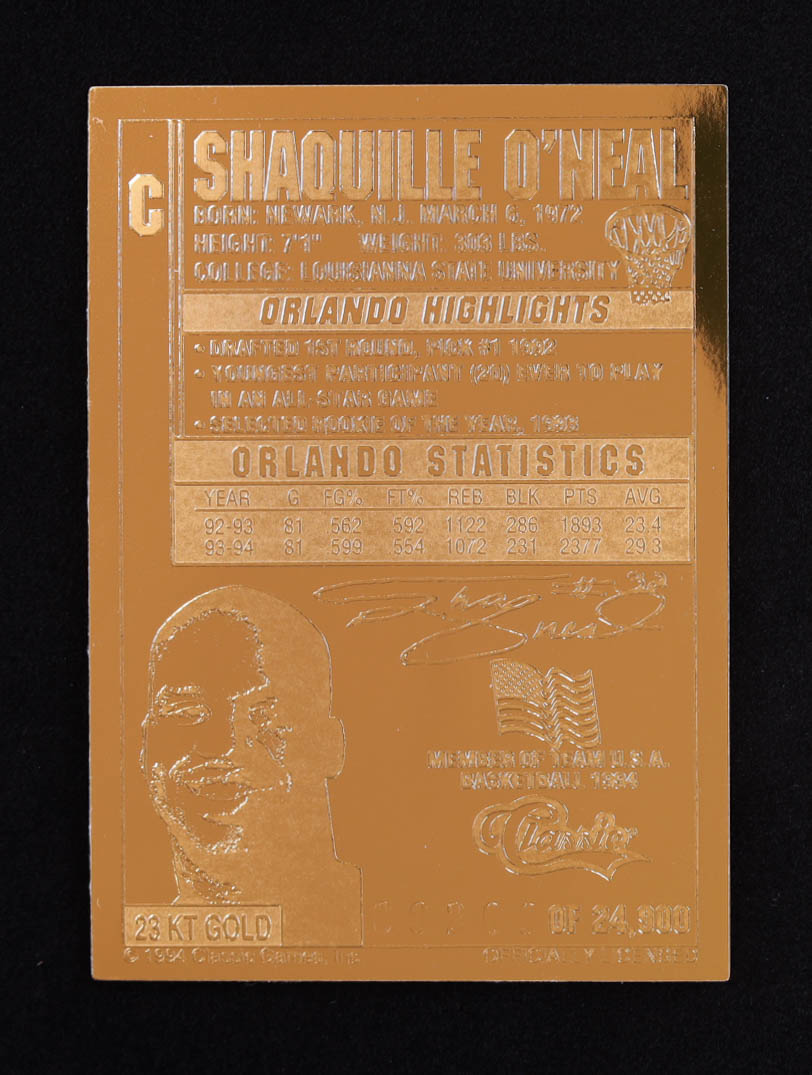 C
SHAQUILLE O'NEAL
BORN: NEWARK, N.J. MARCH 6, 1972
HEIGHT: 7'1" WEIGHT: 303 LBS.
COLLEGE: LOUISIANNA STATE UNIVERSITY
ORLANDO HIGHLIGHTS
• DRAFTED 1ST ROUND, PICK #1 1992
• YOUNGEST PARTICIPANT (20) EVER TO PLAY
IN AN ALL-STAR GAME
• SELECTED ROOKIE OF THE YEAR, 1993
ORLANDO STATISTICS
YEAR G FG% FT% REB BLK PTS AVG
92-93 81 562 .592 1122 286 1893 23.4
93-94 81 .599 .554 1072 231 2377 29.3
Shaq O'neal #32
MEMBER OF TEAM U.S.A.
BASKETBALL 1994
Classic
23 KT GOLD
OF 24,900
© 1994 Classic Games, Inc.
OFFICIALLY LICENSED